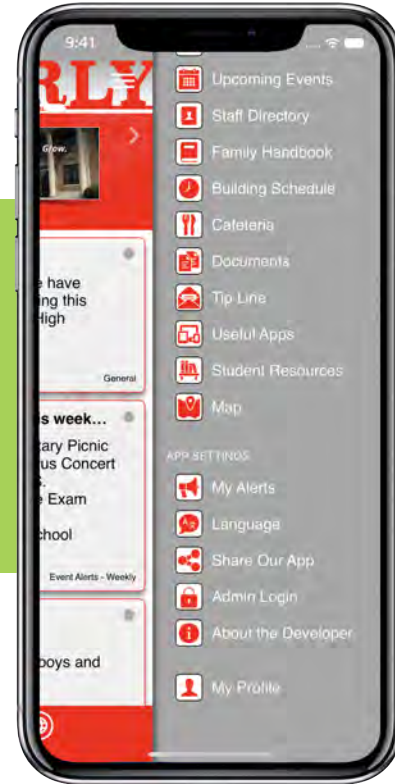 9:41
RLY
Grow.
e have
ing this
High
General
s week...
tary Picnic
us Concert
S.
e Exam
chool
Event Alerts - Weekly
boys and
Upcoming Events
Staff Directory
Family Handbook
Building Schedule
Cafeteria
Documents
Tip Line
Useful Apps
Student Resources
Map
APP SETTINGS
My Alerts
Language
Share Our App
Admin Login
About the Developer
My Profile